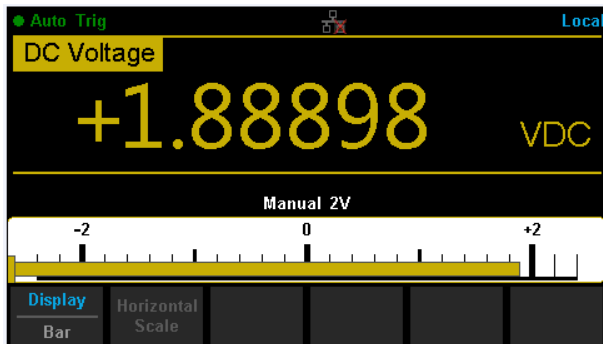 Auto Trig Local
DC Voltage
+1.88898 VDC
Manual 2V
-2 0 +2
Display Horizontal
Bar Scale